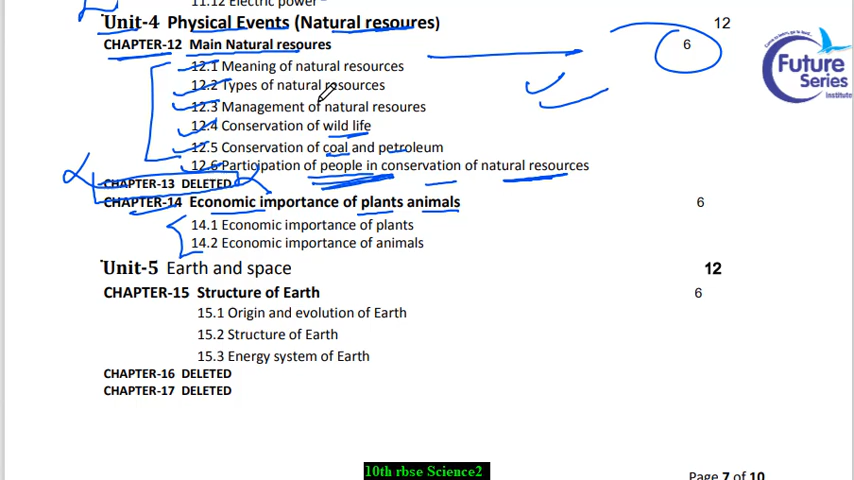 11.12 Electric power
Unit-4 Physical Events (Natural resoures) 12
CHAPTER-12 Main Natural resoures 6
12.1 Meaning of natural resources
12.2 Types of natural resources
12.3 Management of natural resoures
12.4 Conservation of wild life
12.5 Conservation of coal and petroleum
12.6 Participation of people in conservation of natural resources
CHAPTER-13 DELETED
CHAPTER-14 Economic importance of plants animals 6
14.1 Economic importance of plants
14.2 Economic importance of animals
Unit-5 Earth and space 12
CHAPTER-15 Structure of Earth 6
15.1 Origin and evolution of Earth
15.2 Structure of Earth
15.3 Energy system of Earth
CHAPTER-16 DELETED
CHAPTER-17 DELETED
10th rbse Science2
Page 7 of 10
Future
Series
Institute